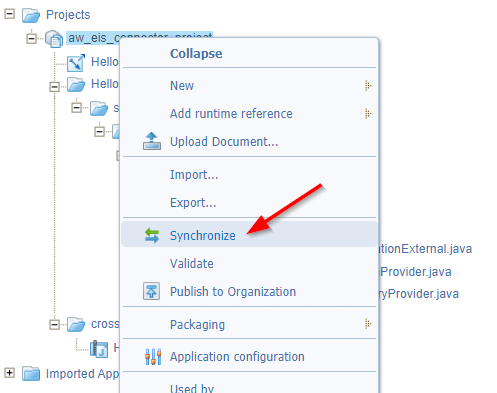 Projects
aw_eis_connector_project
Collapse
Hello
New
Hello
Add runtime reference
s
Upload Document...
Import...
Export...
Synchronize
tionExternal.java
Validate
Provider.java
Publish to Organization
ryProvider.java
cross
Packaging
H
Application configuration
Imported App
Used by